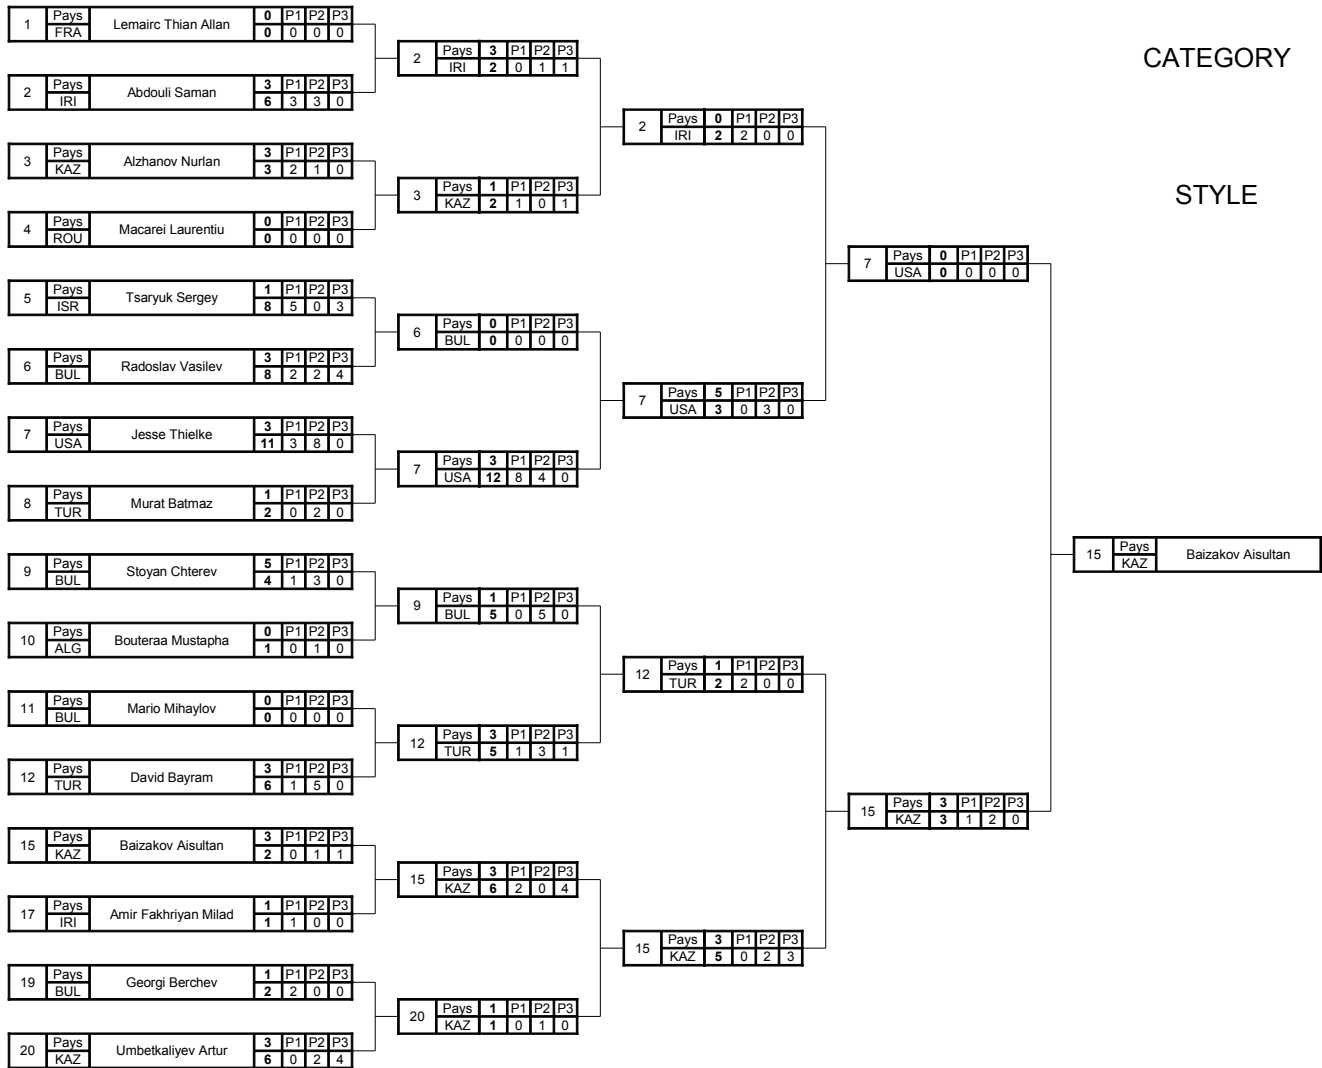 CATEGORY
STYLE
1 Pays Lemairc Thian Allan 0 P1 P2 P3
FRA 0 0 0 0
2 Pays Abdouli Saman 3 P1 P2 P3
IRI 6 3 3 0
3 Pays Alzhanov Nurlan 3 P1 P2 P3
KAZ 3 2 1 0
4 Pays Macarei Laurentiu 0 P1 P2 P3
ROU 0 0 0 0
5 Pays Tsaryuk Sergey 1 P1 P2 P3
ISR 8 5 0 3
6 Pays Radoslav Vasilev 3 P1 P2 P3
BUL 8 2 2 4
7 Pays Jesse Thielke 3 P1 P2 P3
USA 11 3 8 0
8 Pays Murat Batmaz 1 P1 P2 P3
TUR 2 0 2 0
9 Pays Stoyan Chterev 5 P1 P2 P3
BUL 4 1 3 0
10 Pays Bouteraa Mustapha 0 P1 P2 P3
ALG 1 0 1 0
11 Pays Mario Mihaylov 0 P1 P2 P3
BUL 0 0 0 0
12 Pays David Bayram 3 P1 P2 P3
TUR 6 1 5 0
15 Pays Baizakov Aisultan 3 P1 P2 P3
KAZ 2 0 1 1
17 Pays Amir Fakhriyan Milad 1 P1 P2 P3
IRI 1 1 0 0
19 Pays Georgi Berchev 1 P1 P2 P3
BUL 2 2 0 0
20 Pays Umbetkaliyev Artur 3 P1 P2 P3
KAZ 6 0 2 4
2 Pays 3 P1 P2 P3
IRI 2 0 1 1
3 Pays 1 P1 P2 P3
KAZ 2 1 0 1
6 Pays 0 P1 P2 P3
BUL 0 0 0 0
7 Pays 3 P1 P2 P3
USA 12 8 4 0
9 Pays 1 P1 P2 P3
BUL 5 0 5 0
12 Pays 3 P1 P2 P3
TUR 5 1 3 1
15 Pays 3 P1 P2 P3
KAZ 6 2 0 4
20 Pays 1 P1 P2 P3
KAZ 1 0 1 0
2 Pays 0 P1 P2 P3
IRI 2 2 0 0
7 Pays 5 P1 P2 P3
USA 3 0 3 0
12 Pays 1 P1 P2 P3
TUR 2 2 0 0
15 Pays 3 P1 P2 P3
KAZ 5 0 2 3
7 Pays 0 P1 P2 P3
USA 0 0 0 0
15 Pays 3 P1 P2 P3
KAZ 3 1 2 0
15 Pays Baizakov Aisultan
KAZ